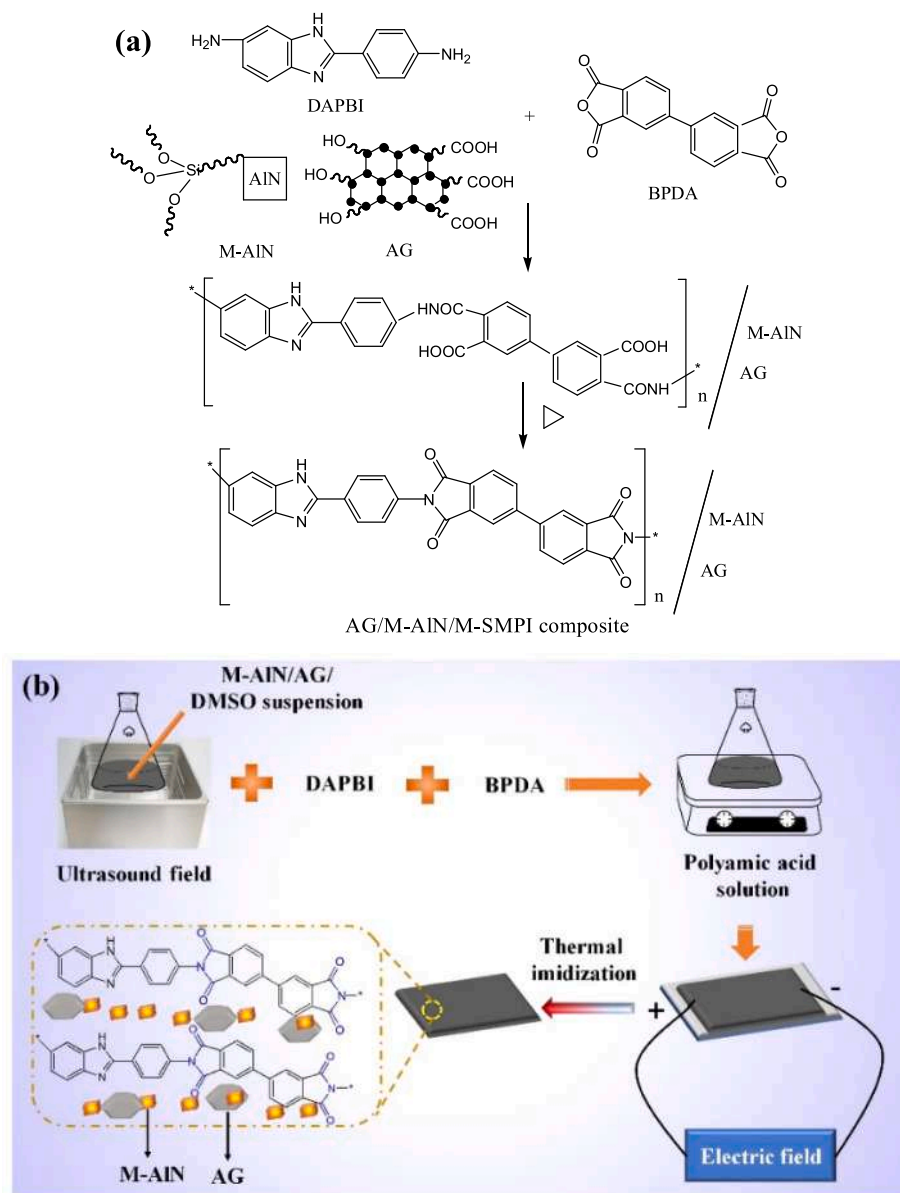 (a)
H
H₂N
N
N
NH₂
DAPBI
+
O
O
O
O
O
O
BPDA
O
O
Si
O
AlN
M-AlN
HO
HO
HO
COOH
COOH
COOH
AG
*
H
N
N
HNOC
HOOC
COOH
CONH
*
n
M-AlN
AG
*
H
N
N
N
O
O
O
O
N
*
n
M-AlN
AG
AG/M-AlN/M-SMPI composite
(b)
M-AlN/AG/
DMSO suspension
DAPBI
BPDA
Ultrasound field
Polyamic acid
solution
Thermal
imidization
+
-
*
H
N
N
N
O
O
O
O
N
*
*
H
N
N
N
O
O
O
O
N
*
M-AlN
AG
Electric field